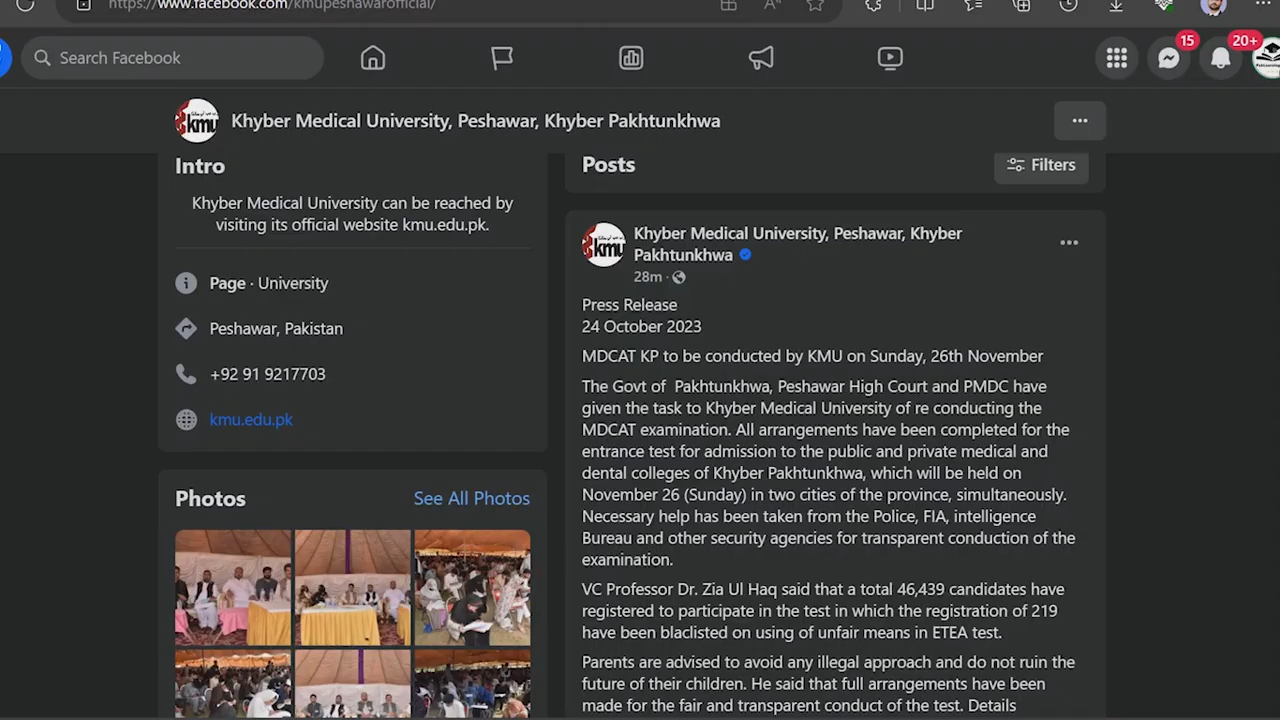 https://www.facebook.com/kmupeshawarofficial/
Search Facebook
15
20+
kmu
Khyber Medical University, Peshawar, Khyber Pakhtunkhwa
Intro
Khyber Medical University can be reached by
visiting its official website kmu.edu.pk.
Page · University
Peshawar, Pakistan
+92 91 9217703
kmu.edu.pk
Photos
See All Photos
Posts
Filters
kmu
Khyber Medical University, Peshawar, Khyber
Pakhtunkhwa
28m ·
Press Release
24 October 2023
MDCAT KP to be conducted by KMU on Sunday, 26th November
The Govt of Pakhtunkhwa, Peshawar High Court and PMDC have
given the task to Khyber Medical University of re conducting the
MDCAT examination. All arrangements have been completed for the
entrance test for admission to the public and private medical and
dental colleges of Khyber Pakhtunkhwa, which will be held on
November 26 (Sunday) in two cities of the province, simultaneously.
Necessary help has been taken from the Police, FIA, intelligence
Bureau and other security agencies for transparent conduction of the
examination.
VC Professor Dr. Zia Ul Haq said that a total 46,439 candidates have
registered to participate in the test in which the registration of 219
have been blaclisted on using of unfair means in ETEA test.
Parents are advised to avoid any illegal approach and do not ruin the
future of their children. He said that full arrangements have been
made for the fair and transparent conduct of the test. Details